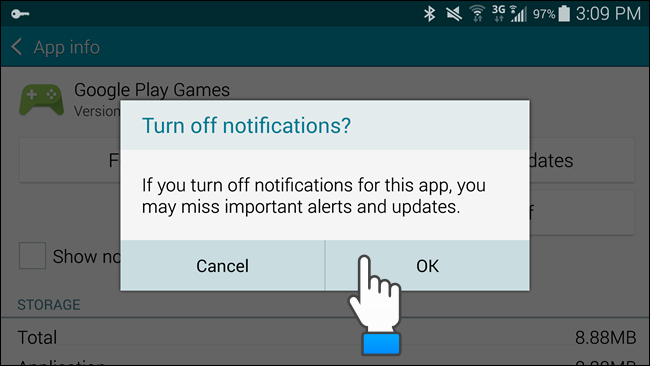 3G 97% 3:09 PM
App info
Google Play Games
Version
Turn off notifications?
F
dates
If you turn off notifications for this app, you
may miss important alerts and updates.
f
Show no
Cancel OK
STORAGE
Total 8.88MB